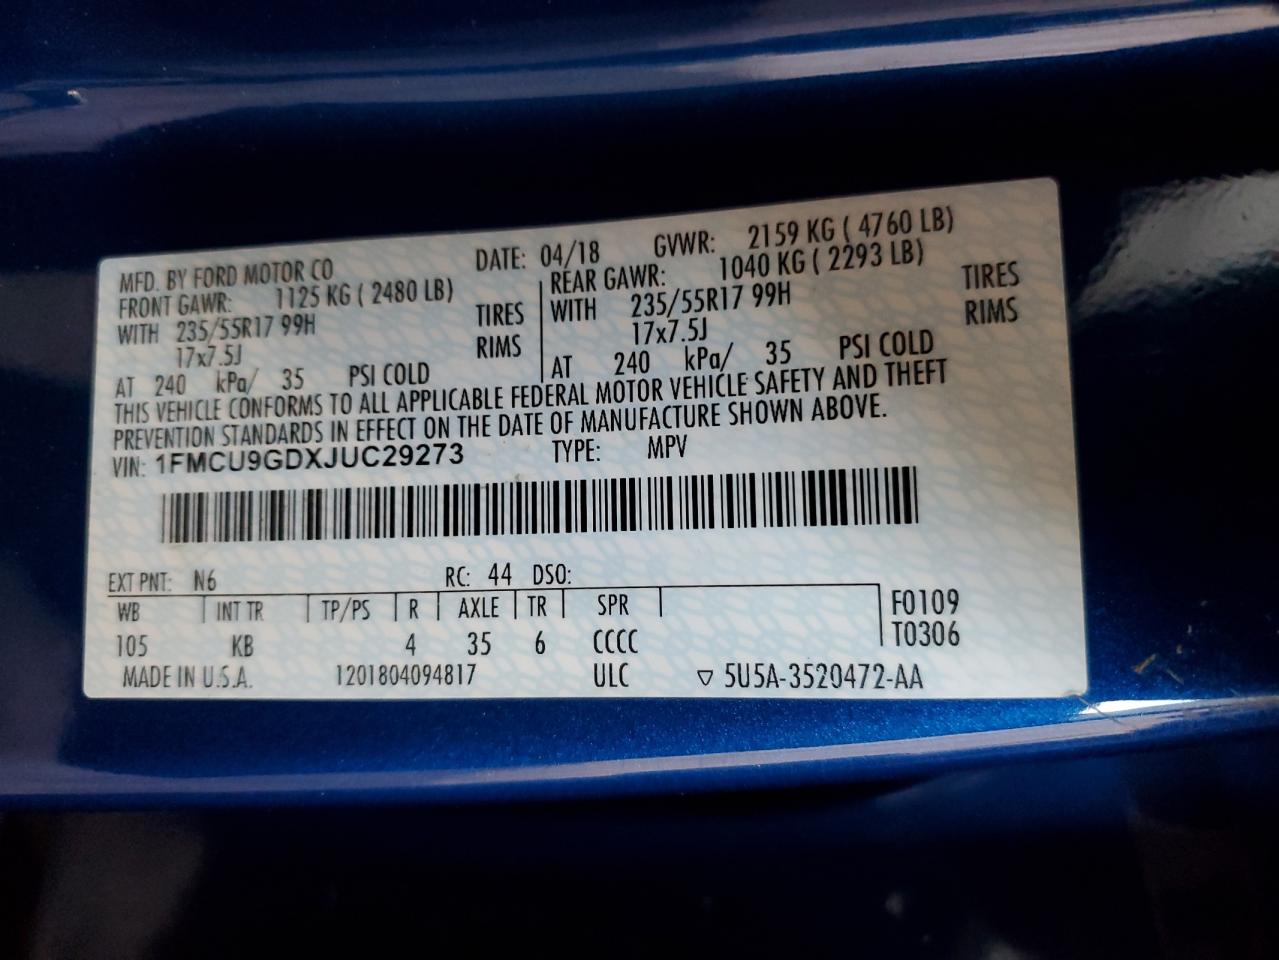 MFD. BY FORD MOTOR CO DATE: 04/18 GVWR: 2159 KG ( 4760 LB)
FRONT GAWR: 1125 KG ( 2480 LB) REAR GAWR: 1040 KG ( 2293 LB)
WITH 235/55R17 99H TIRES WITH 235/55R17 99H TIRES
17x7.5J RIMS 17x7.5J RIMS
AT 240 kPa/ 35 PSI COLD AT 240 kPa/ 35 PSI COLD
THIS VEHICLE CONFORMS TO ALL APPLICABLE FEDERAL MOTOR VEHICLE SAFETY AND THEFT
PREVENTION STANDARDS IN EFFECT ON THE DATE OF MANUFACTURE SHOWN ABOVE.
VIN: 1FMCU9GDXJUC29273 TYPE: MPV
EXT PNT: N6 RC: 44 DSO:
WB INT TR TP/PS R AXLE TR SPR F0109
105 KB 4 35 6 CCCC T0306
MADE IN U.S.A. 1201804094817 ULC ▽ 5U5A-3520472-AA